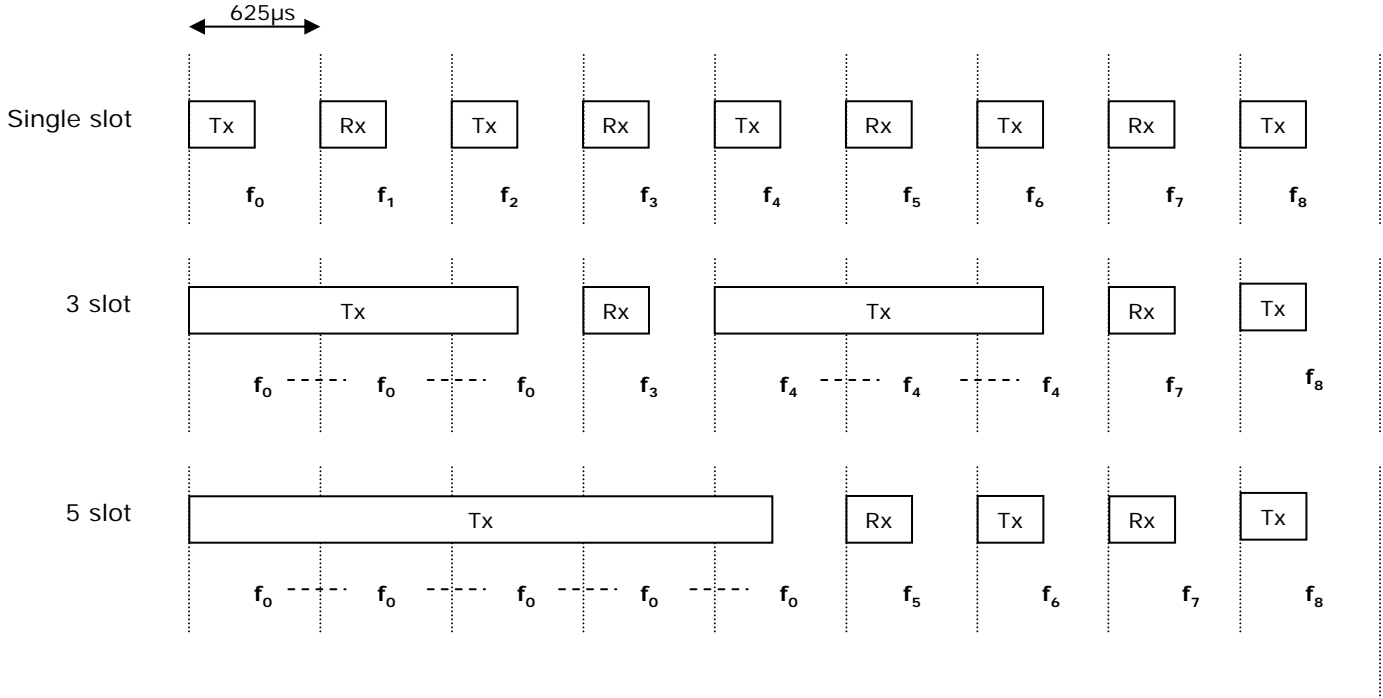 625µs
Single slot Tx Rx Tx Rx Tx Rx Tx Rx Tx
f0 f1 f2 f3 f4 f5 f6 f7 f8
3 slot Tx Rx Tx Rx Tx
f0 ---- f0 ---- f0 f3 f4 ---- f4 ---- f4 f7 f8
5 slot Tx Rx Tx Rx Tx
f0 ---- f0 ---- f0 ---- f0 ---- f0 f5 f6 f7 f8